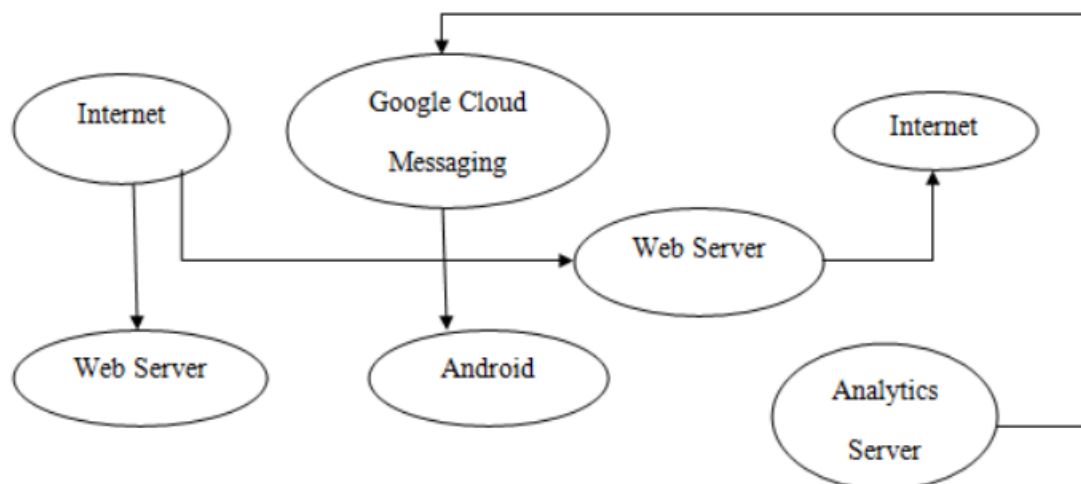 Internet
Google Cloud
Messaging
Internet
Web Server
Web Server
Android
Analytics
Server